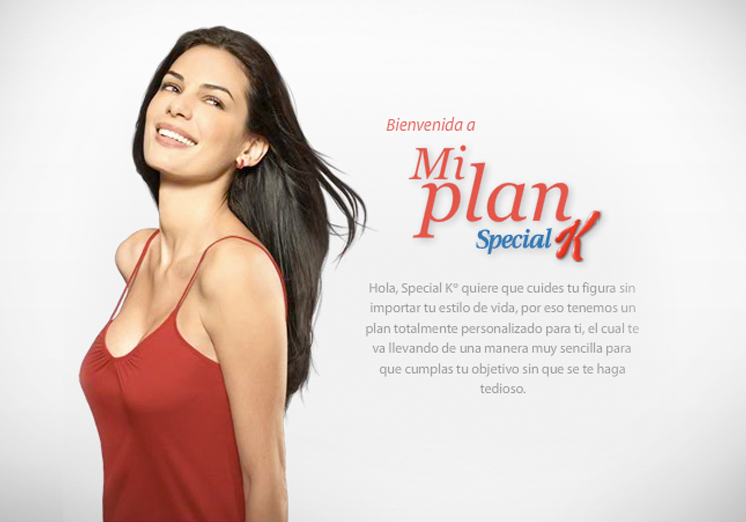 Bienvenida a
Mi
plan
Special K
Hola, Special K® quiere que cuides tu figura sin
importar tu estilo de vida, por eso tenemos un
plan totalmente personalizado para ti, el cual te
va llevando de una manera muy sencilla para
que cumplas tu objetivo sin que se te haga
tedioso.